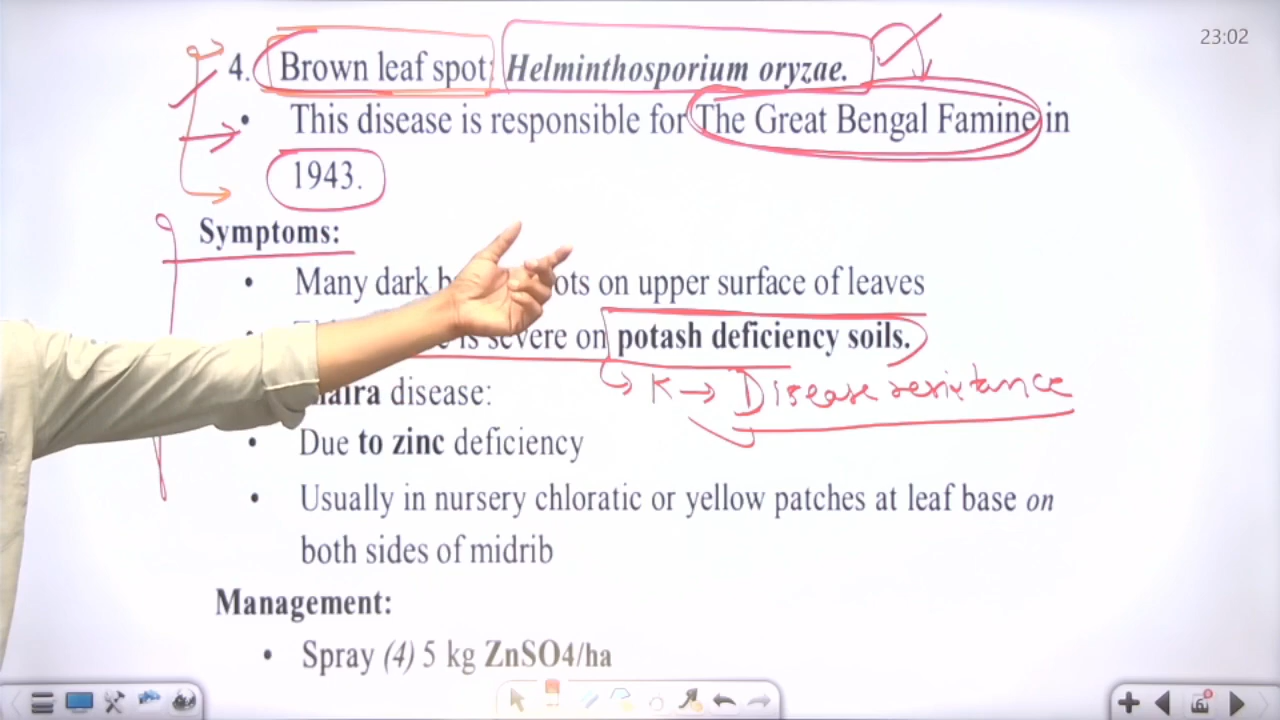 23:02
4. Brown leaf spot: Helminthosporium oryzae.
• This disease is responsible for The Great Bengal Famine in
1943.
Symptoms:
• Many dark ots on upper surface of leaves
is severe on potash deficiency soils.
K → Disease resistance
aira disease:
• Due to zinc deficiency
• Usually in nursery chloratic or yellow patches at leaf base on
both sides of midrib
Management:
• Spray (4) 5 kg ZnSO4/ha